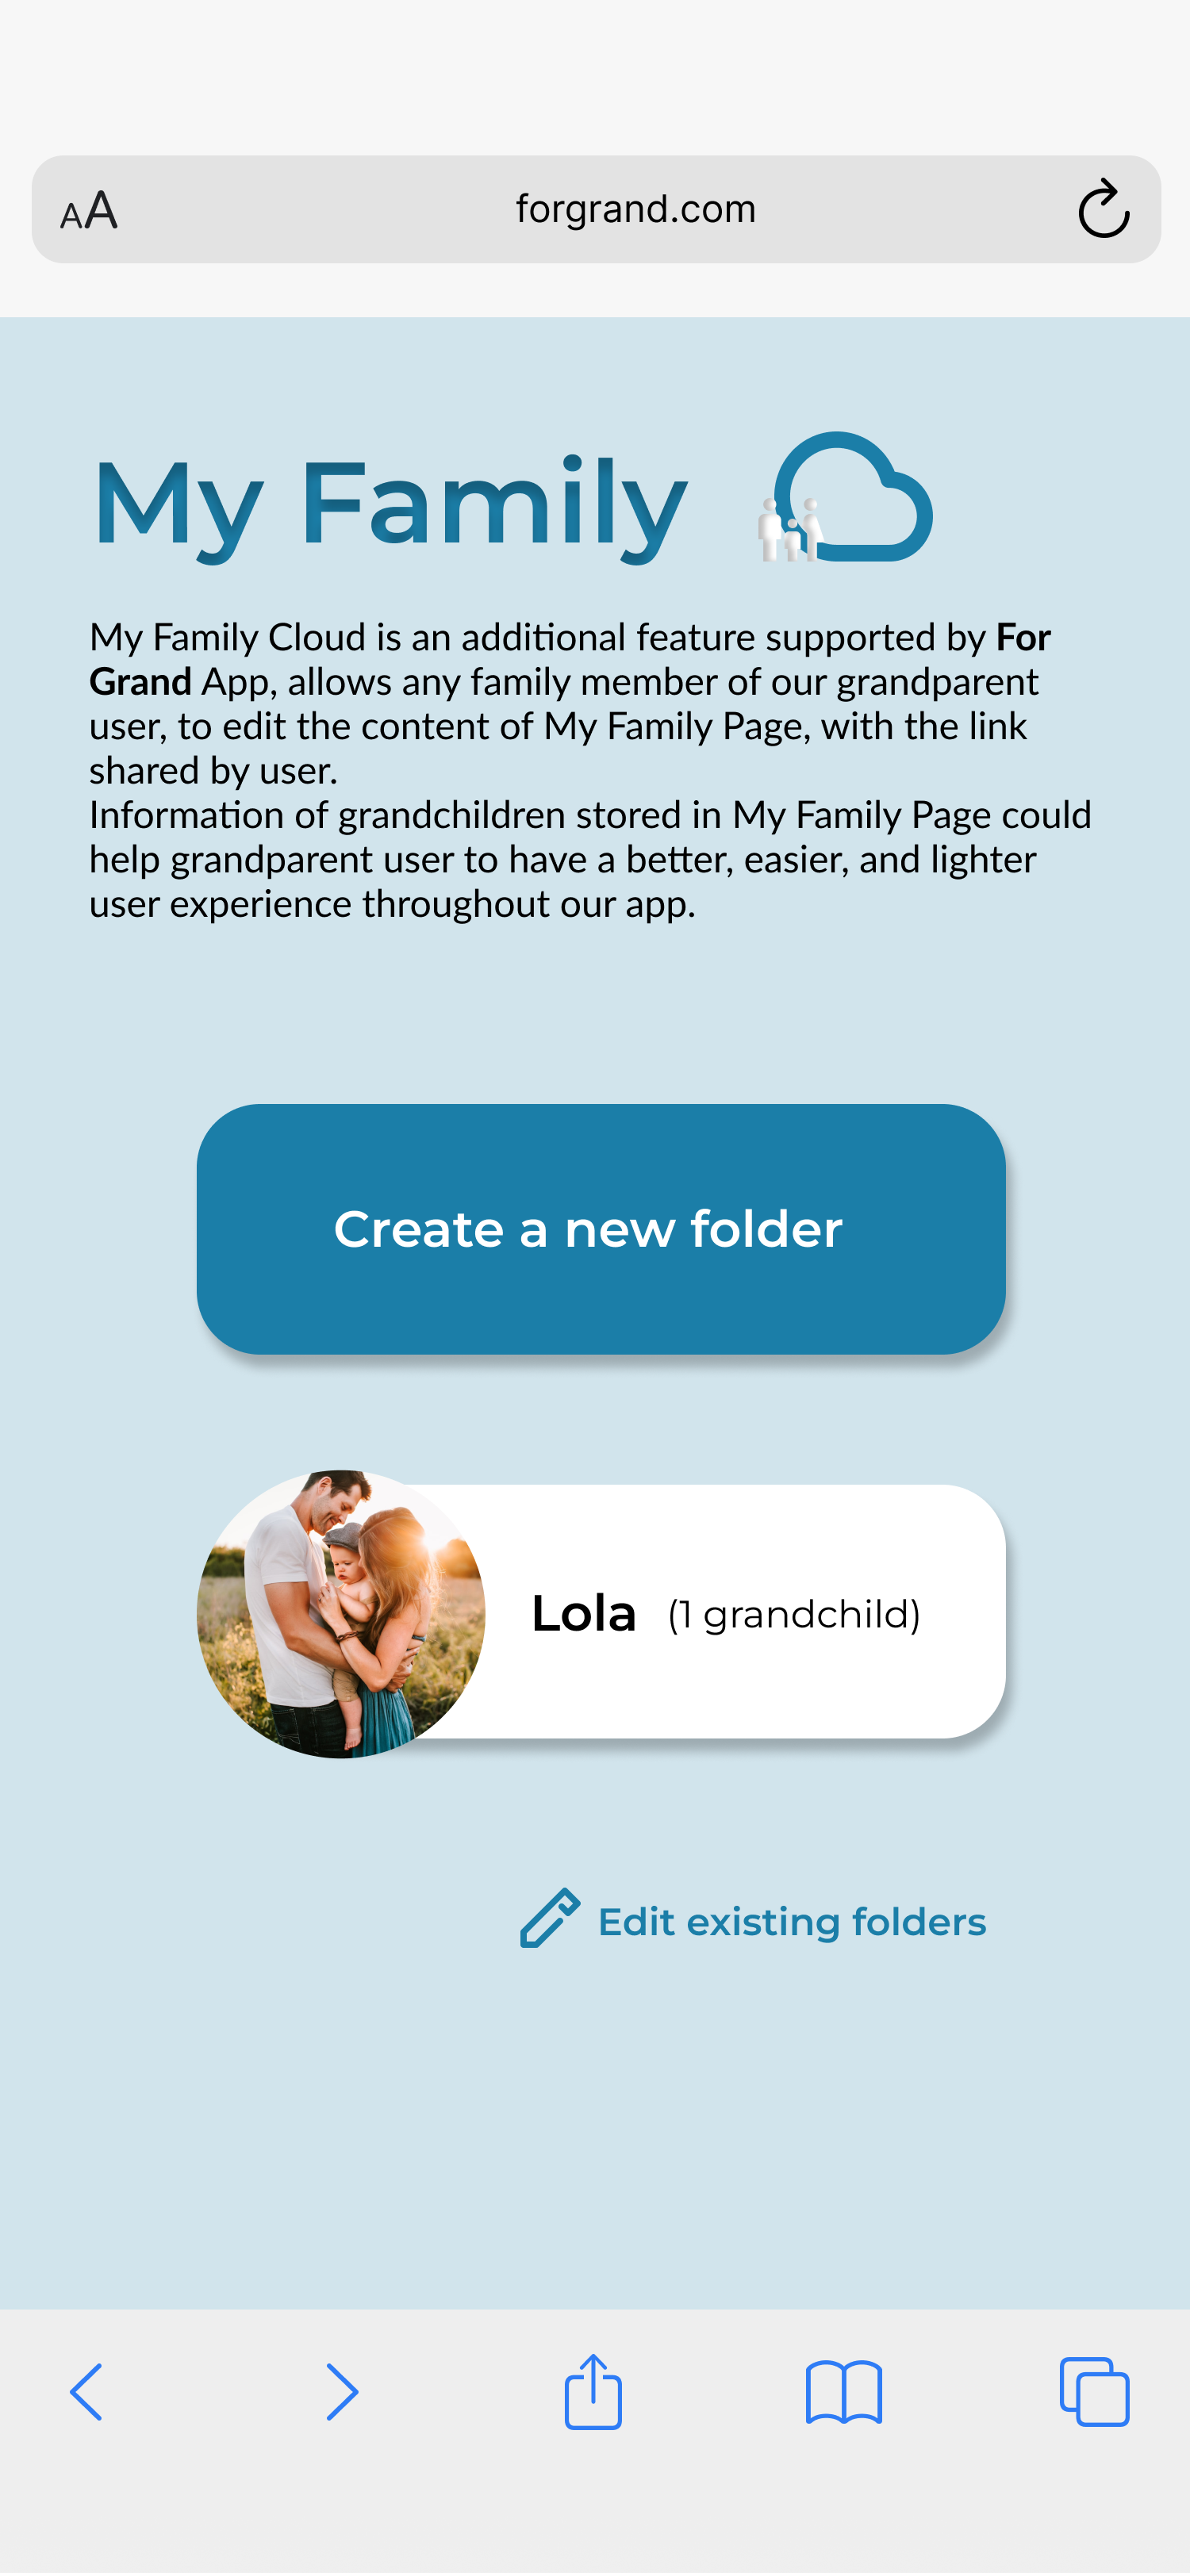 AA
forgrand.com
My Family
My Family Cloud is an additional feature supported by For
Grand App, allows any family member of our grandparent
user, to edit the content of My Family Page, with the link
shared by user.
Information of grandchildren stored in My Family Page could
help grandparent user to have a better, easier, and lighter
user experience throughout our app.
Create a new folder
Lola (1 grandchild)
Edit existing folders